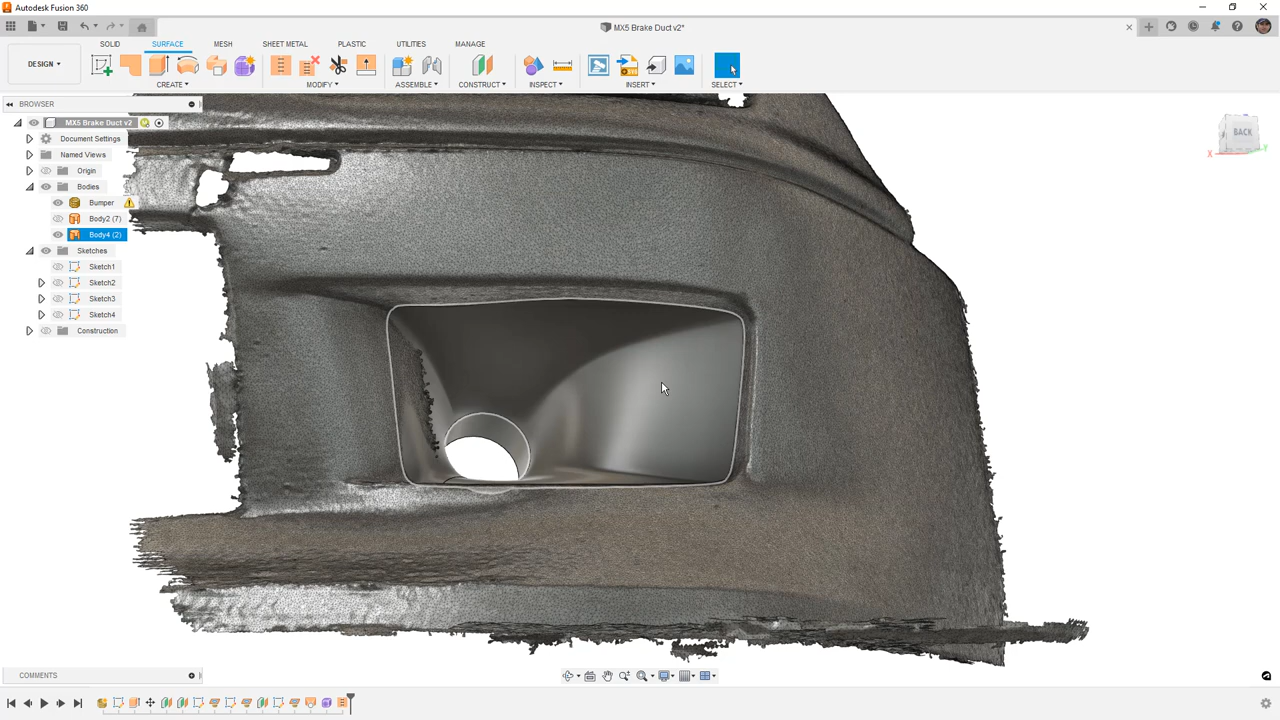 Autodesk Fusion 360
MX5 Brake Duct v2*
DESIGN
SOLID
SURFACE
MESH
SHEET METAL
PLASTIC
UTILITIES
MANAGE
CREATE
MODIFY
ASSEMBLE
CONSTRUCT
INSPECT
INSERT
SELECT
BROWSER
MX5 Brake Duct v2
Document Settings
Named Views
Origin
Bodies
Bumper
Body2 (7)
Body4 (2)
Sketches
Sketch1
Sketch2
Sketch3
Sketch4
Construction
BACK
X
Y
COMMENTS